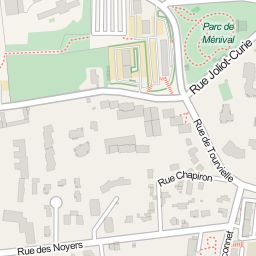 Parc de
Ménival
Rue Joliot-Curie
Rue de Tourvielle
Rue Chapiron
Rue des Noyers